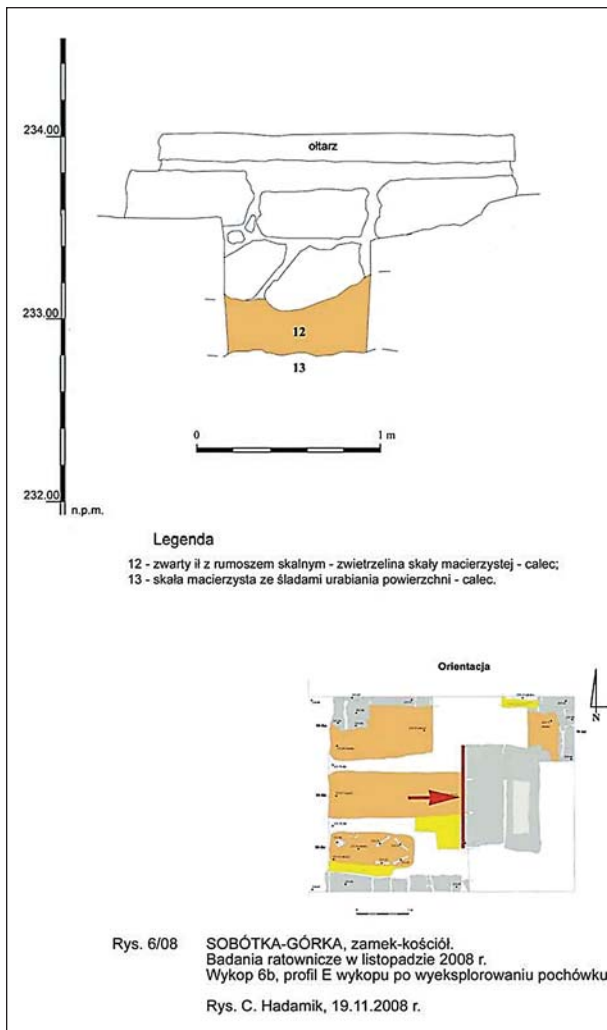 234.00
ołtarz
233.00
12
13
0 1 m
232.00
n.p.m.
Legenda
12 - zwarty ił z rumoszem skalnym - zwietrzelina skały macierzystej - calec;
13 - skała macierzysta ze śladami urabiania powierzchni - calec.
Orientacja
N
Rys. 6/08 SOBÓTKA-GÓRKA, zamek-kościół.
Badania ratownicze w listopadzie 2008 r.
Wykop 6b, profil E wykopu po wyeksplorowaniu pochówku
Rys. C. Hadamik, 19.11.2008 r.